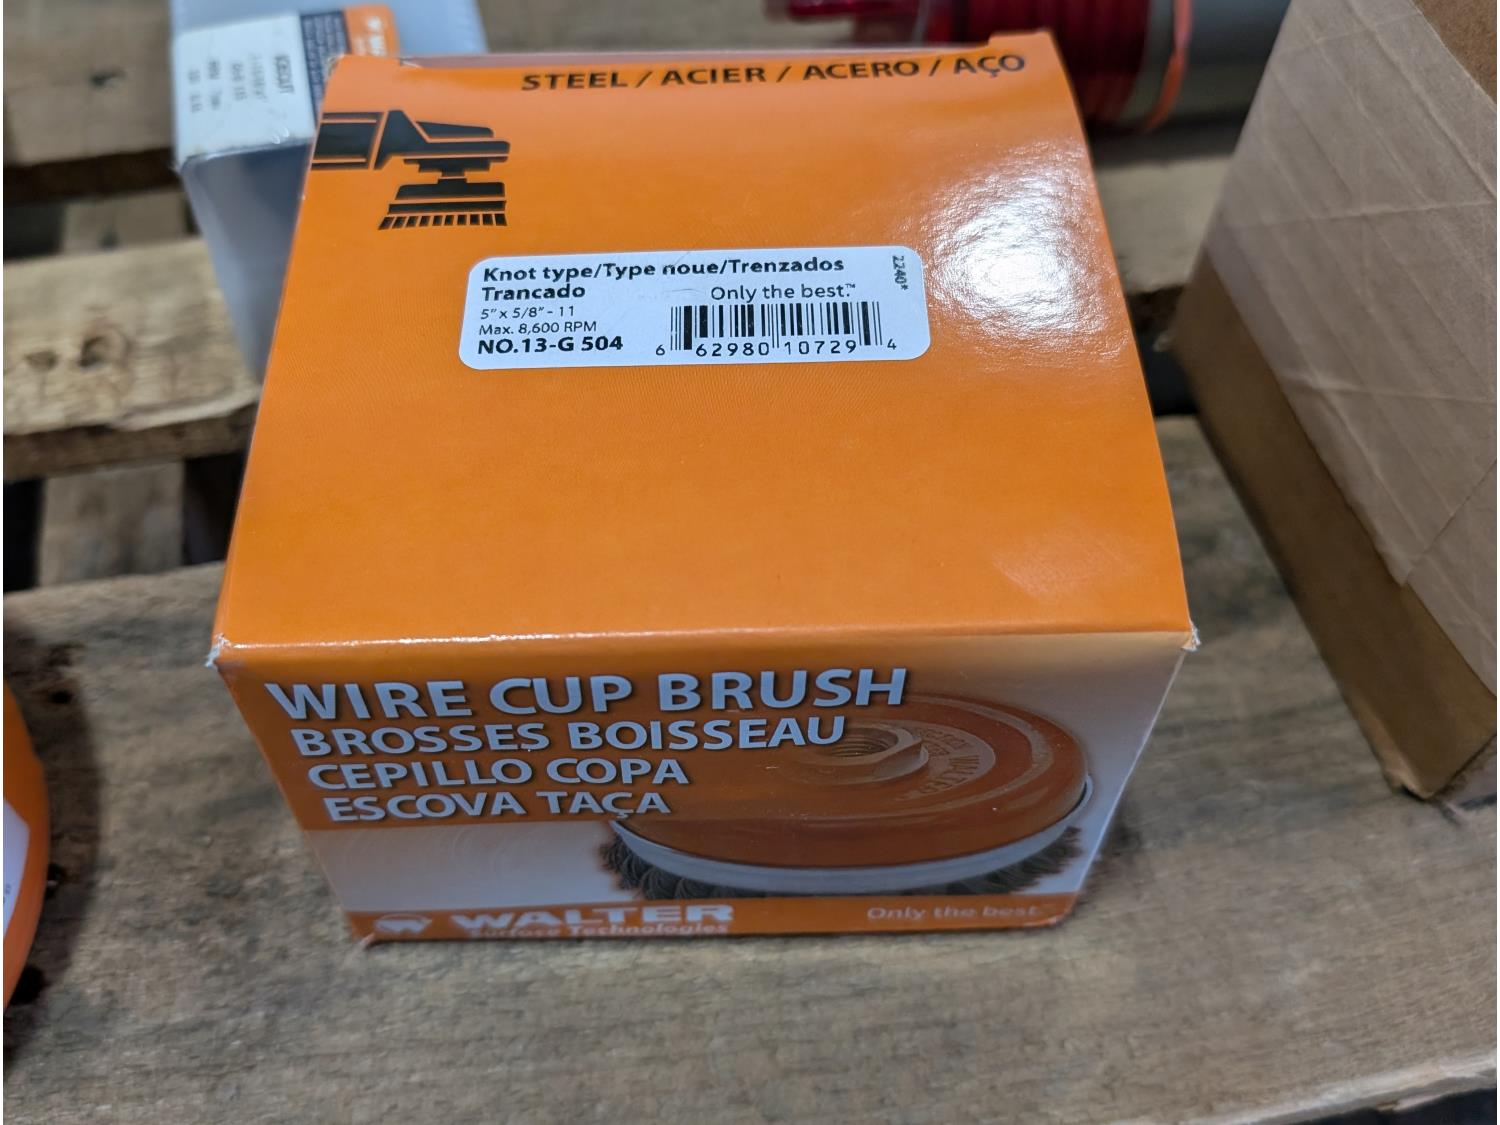 STEEL / ACIER / ACERO / AÇO
Knot type/Type noue/Trenzados
Trancado
Only the best.™
2240*
5" x 5/8" - 11
Max. 8,600 RPM
NO.13-G 504
6 62980 10729 4
WIRE CUP BRUSH
BROSSES BOISSEAU
CEPILLO COPA
ESCOVA TAÇA
WALTER
WALTER
Surface Technologies
Only the best.